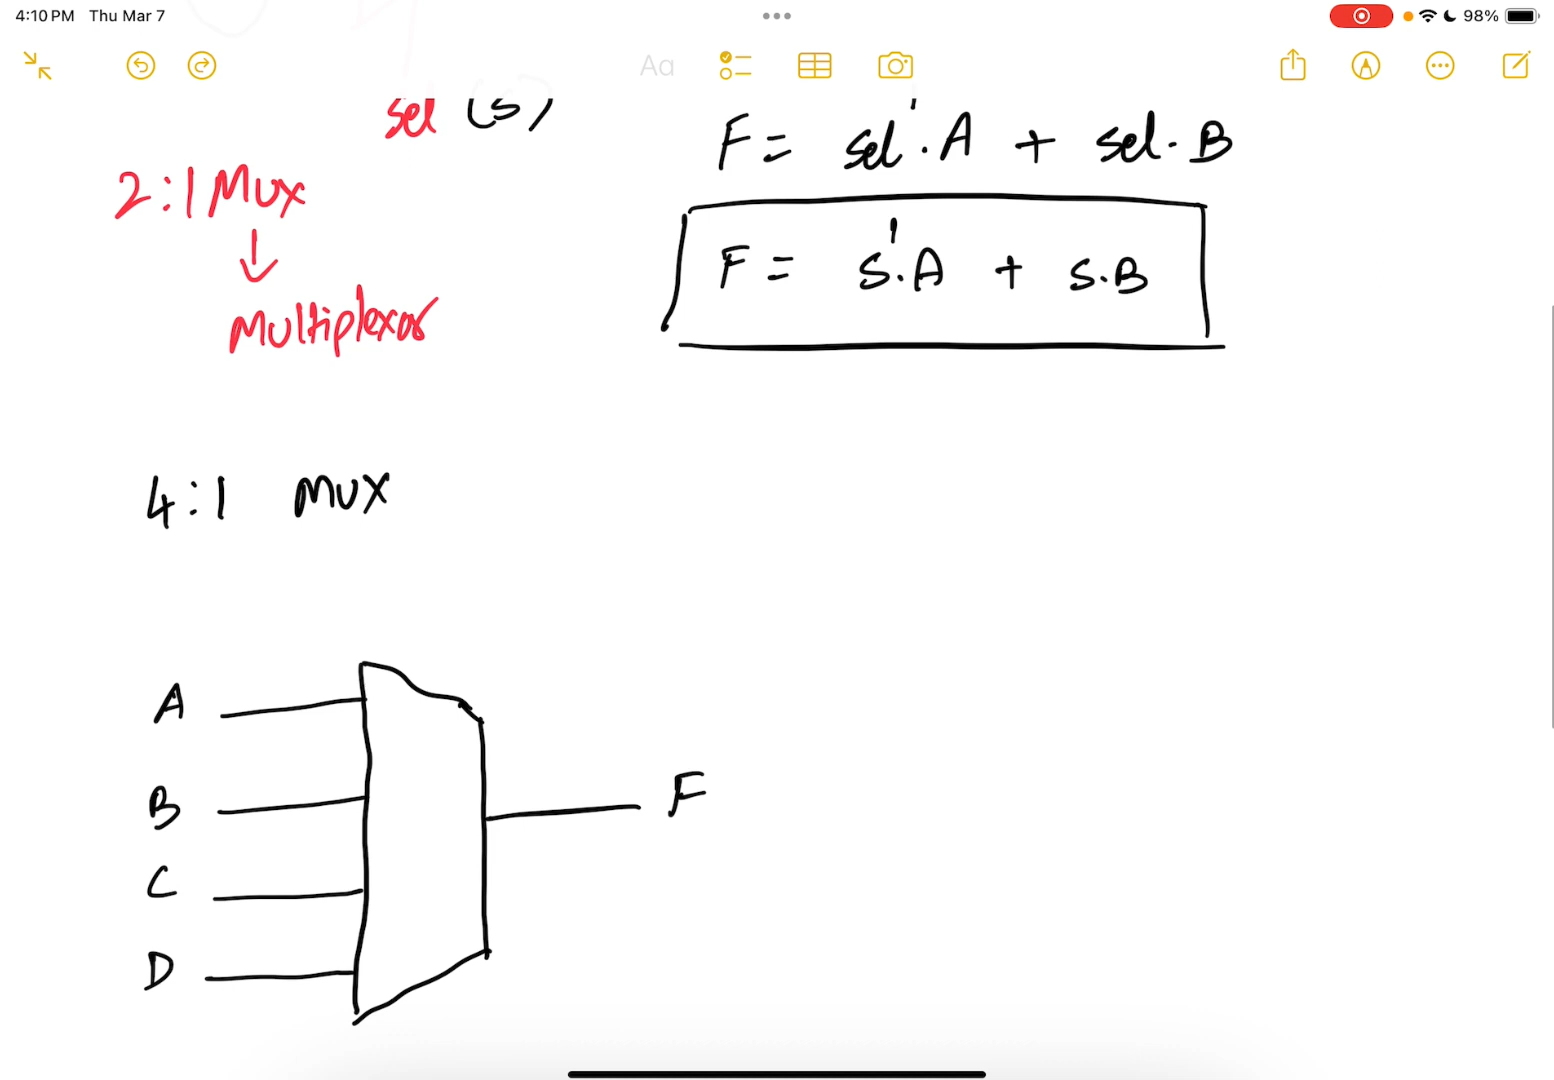 4:10 PM Thu Mar 7
98%
Aa
sel (s)
F = sel'.A + sel.B
2:1 Mux
F = s'.A + s.B
Multiplexor
4:1 MUX
A
B
C
D
F